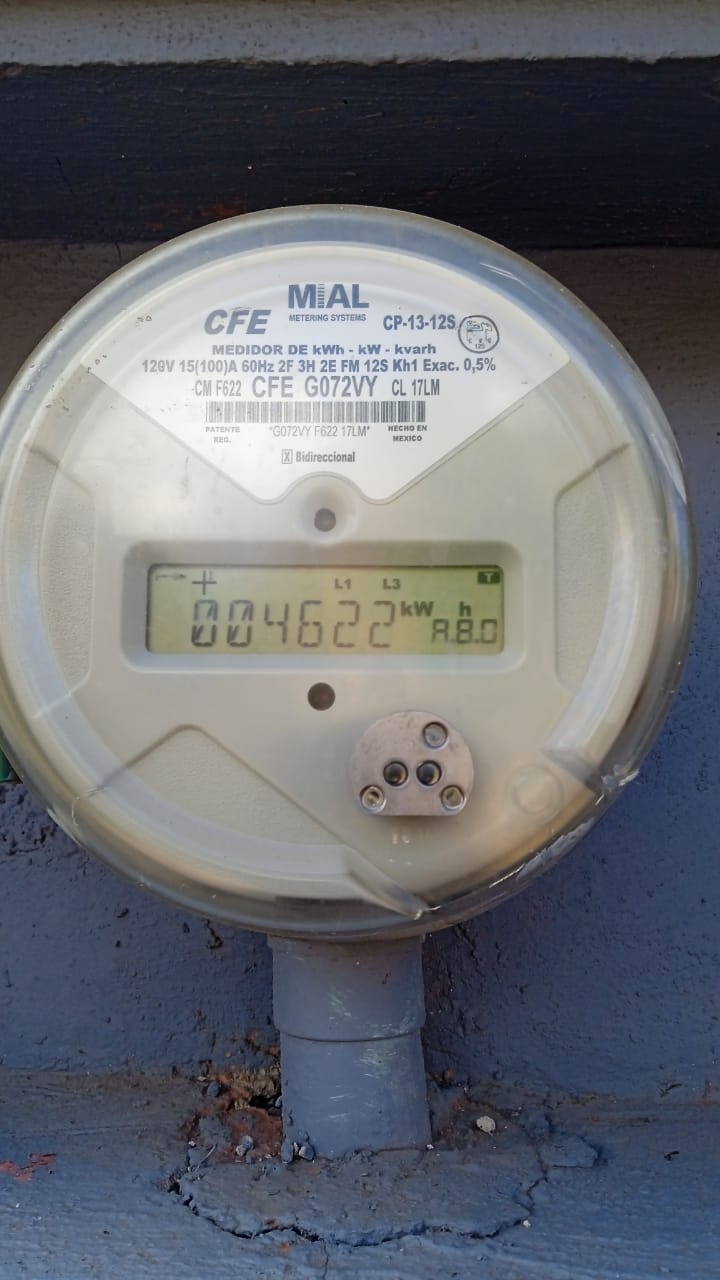 MIAL
METERING SYSTEMS
CFE
CP-13-12S
MEDIDOR DE kWh - kW - kvarh
120V 15(100)A 60Hz 2F 3H 2E FM 12S Kh1 Exac. 0,5%
CM F622 CFE G072VY CL 17LM
PATENTE REG.
*G072VY F622 17LM*
HECHO EN MEXICO
X Bidireccional
L1 L3 T
004622 kW h A.8.0